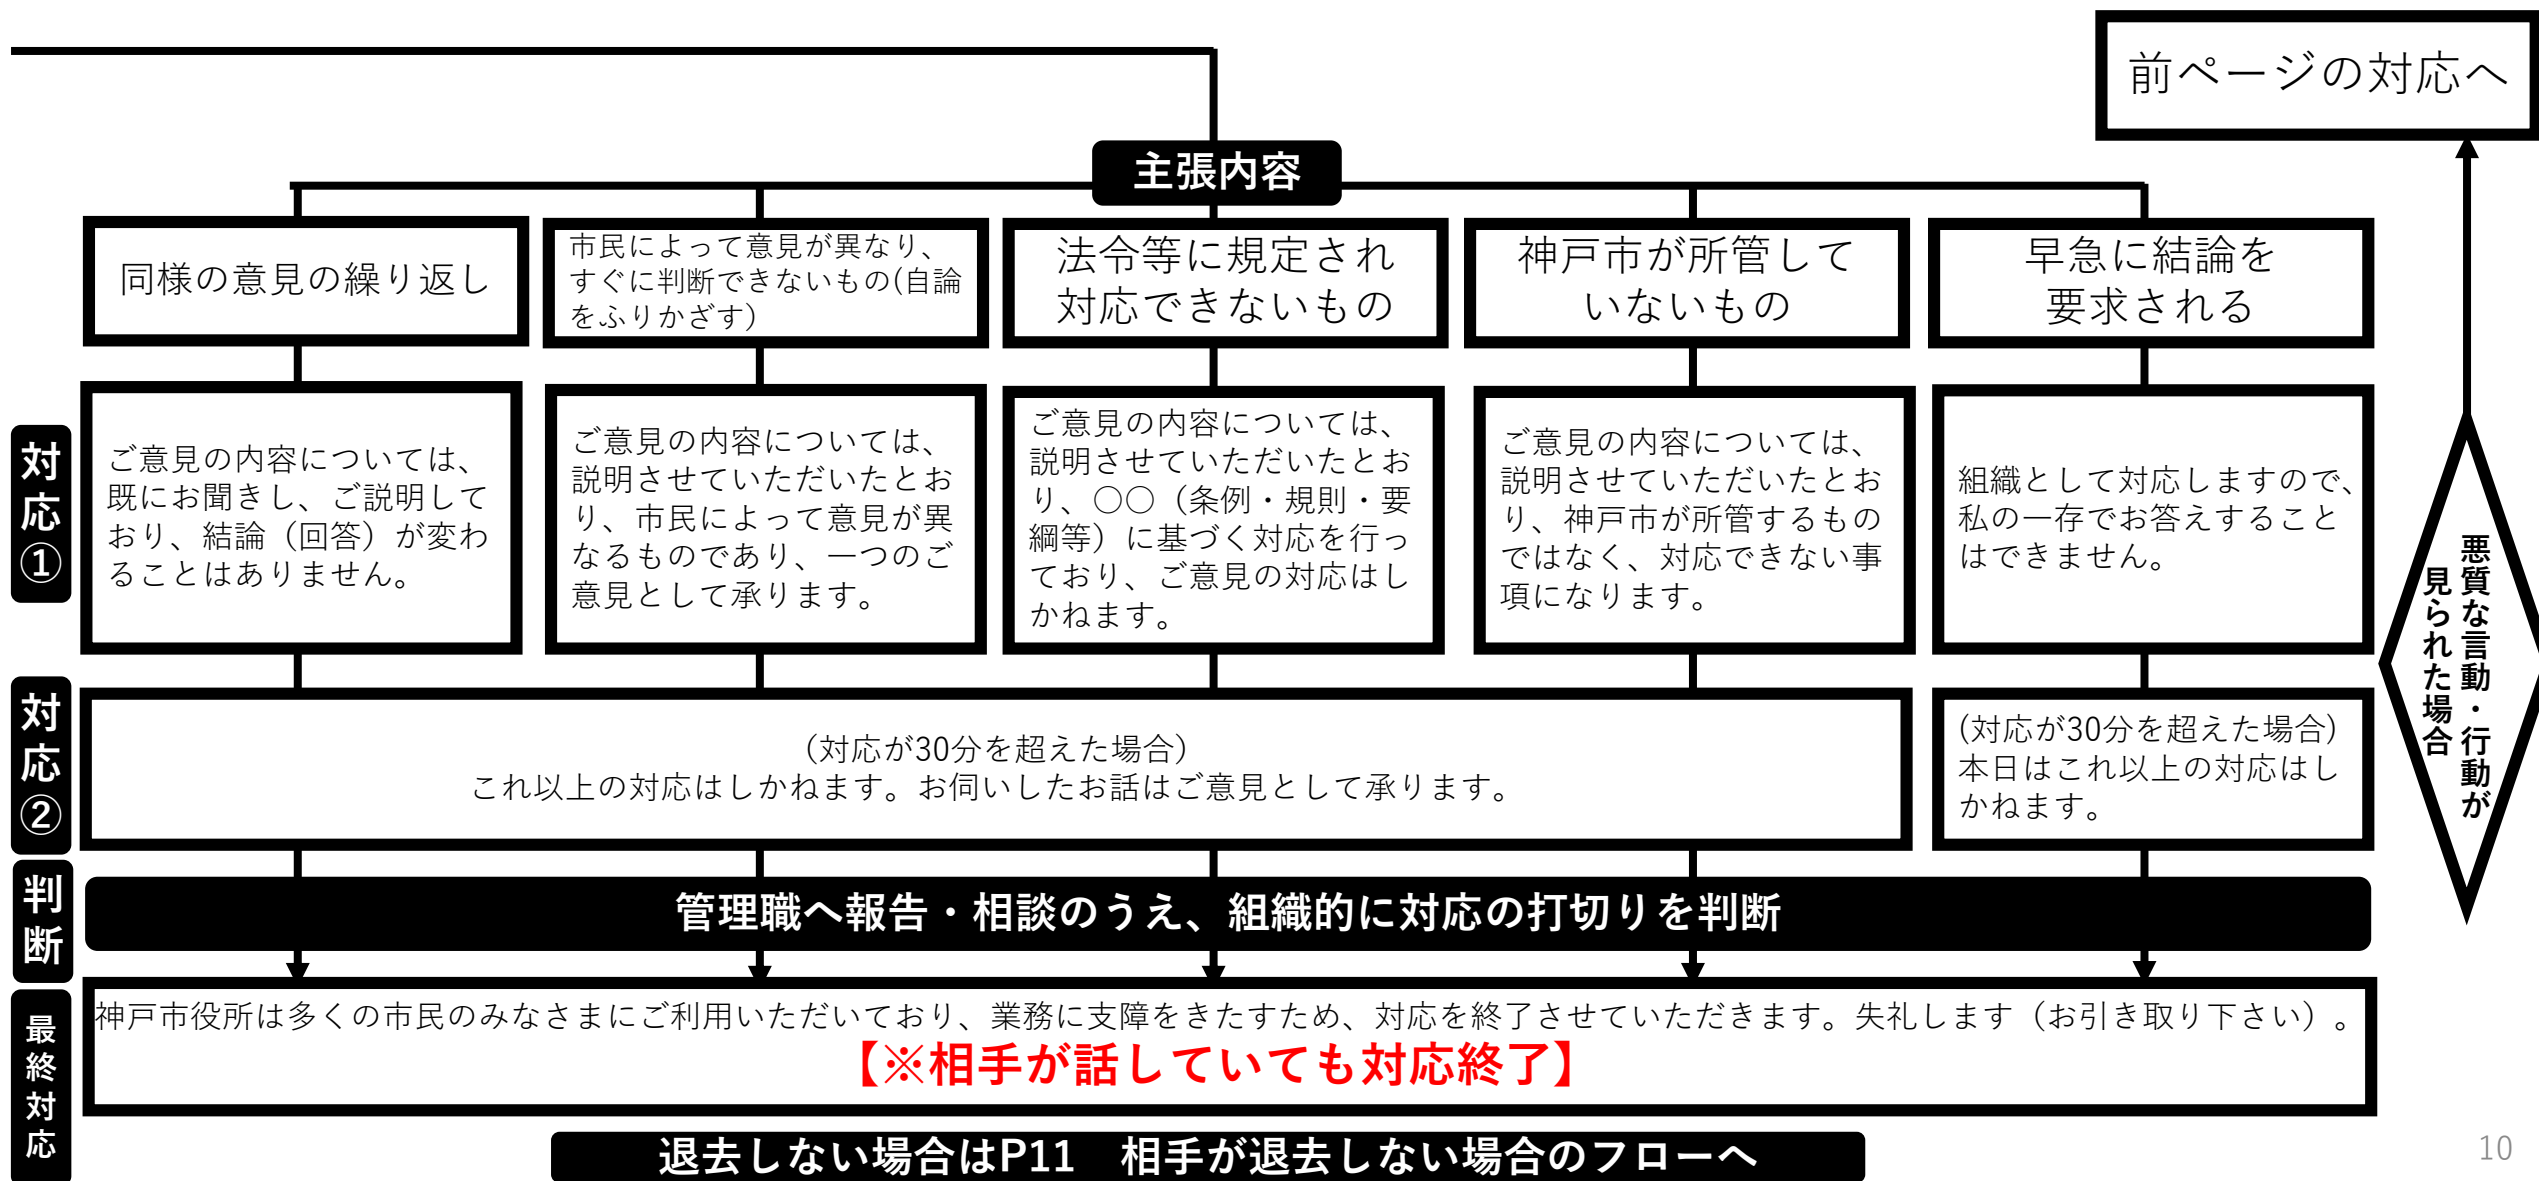 前ページの対応へ
主張内容
同様の意見の繰り返し
市民によって意見が異なり、
すぐに判断できないもの(自論
をふりかざす)
法令等に規定され
対応できないもの
神戸市が所管して
いないもの
早急に結論を
要求される
対応①
ご意見の内容については、
既にお聞きし、ご説明して
おり、結論（回答）が変わ
ることはありません。
ご意見の内容については、
説明させていただいたとお
り、市民によって意見が異
なるものであり、一つのご
意見として承ります。
ご意見の内容については、
説明させていただいたとお
り、○○（条例・規則・要
綱等）に基づく対応を行っ
ており、ご意見の対応はし
かねます。
ご意見の内容については、
説明させていただいたとお
り、神戸市が所管するもの
ではなく、対応できない事
項になります。
組織として対応しますので、
私の一存でお答えすること
はできません。
悪質な言動・行動が
見られた場合
対応②
(対応が30分を超えた場合)
これ以上の対応はしかねます。お伺いしたお話はご意見として承ります。
(対応が30分を超えた場合)
本日はこれ以上の対応はし
かねます。
判断
管理職へ報告・相談のうえ、組織的に対応の打切りを判断
最終対応
神戸市役所は多くの市民のみなさまにご利用いただいており、業務に支障をきたすため、対応を終了させていただきます。失礼します（お引き取り下さい）。
【※相手が話していても対応終了】
退去しない場合はP11　相手が退去しない場合のフローへ
10